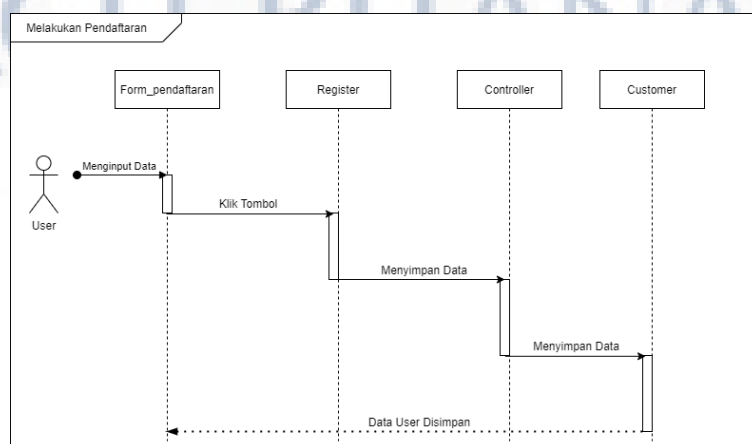 Melakukan Pendaftaran
Form_pendaftaran
Register
Controller
Customer
Menginput Data
User
Klik Tombol
Menyimpan Data
Menyimpan Data
Data User Disimpan